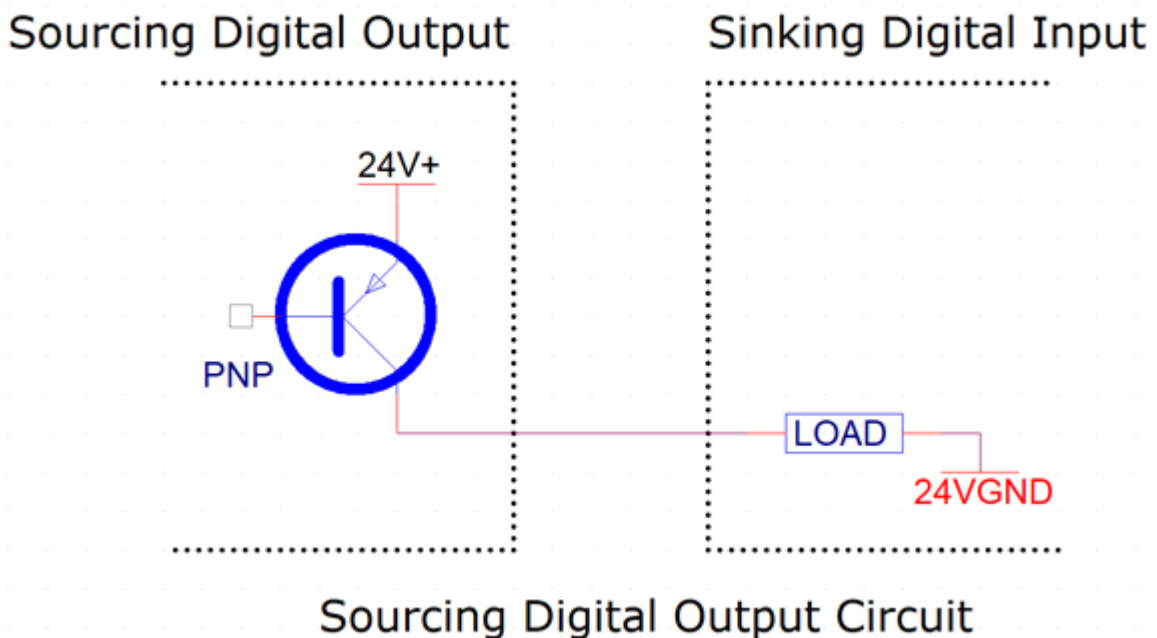 Sourcing Digital Output
Sinking Digital Input
24V+
PNP
LOAD
24VGND
Sourcing Digital Output Circuit